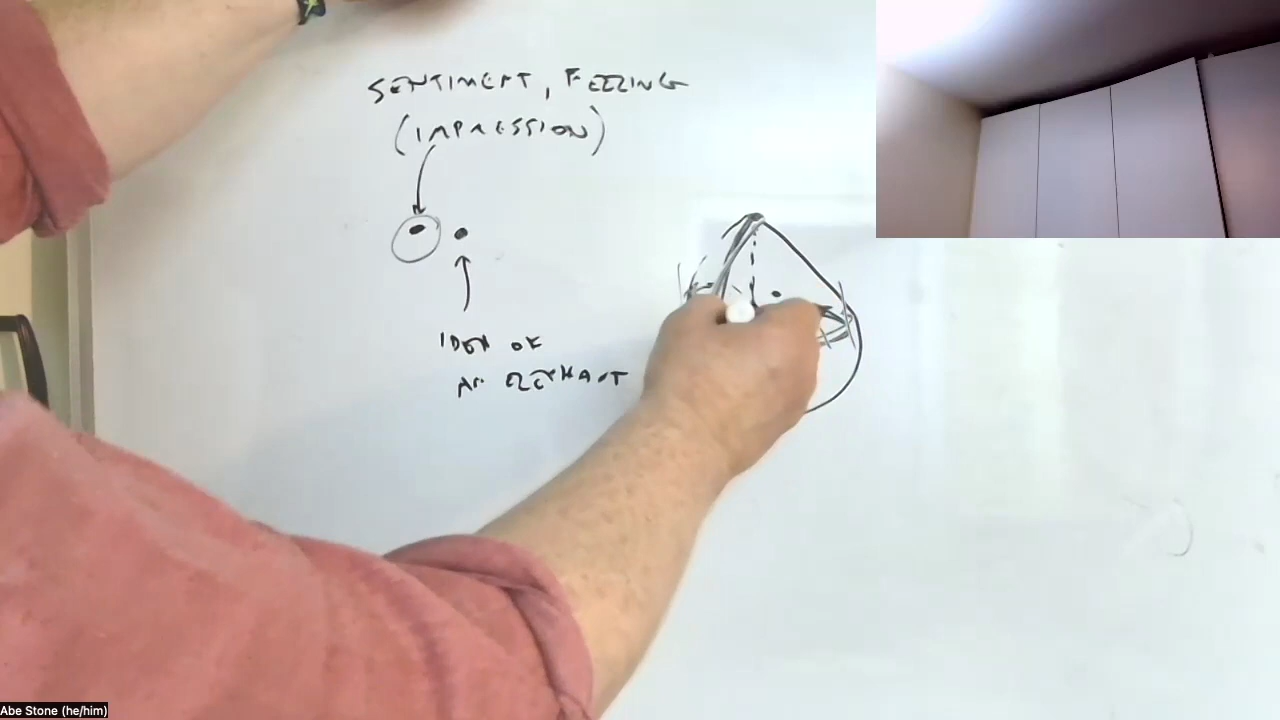 SENTIMENT, FEELING
(IMPRESSION)
IDEA OF
AN ELEPHANT
Abe Stone (he/him)